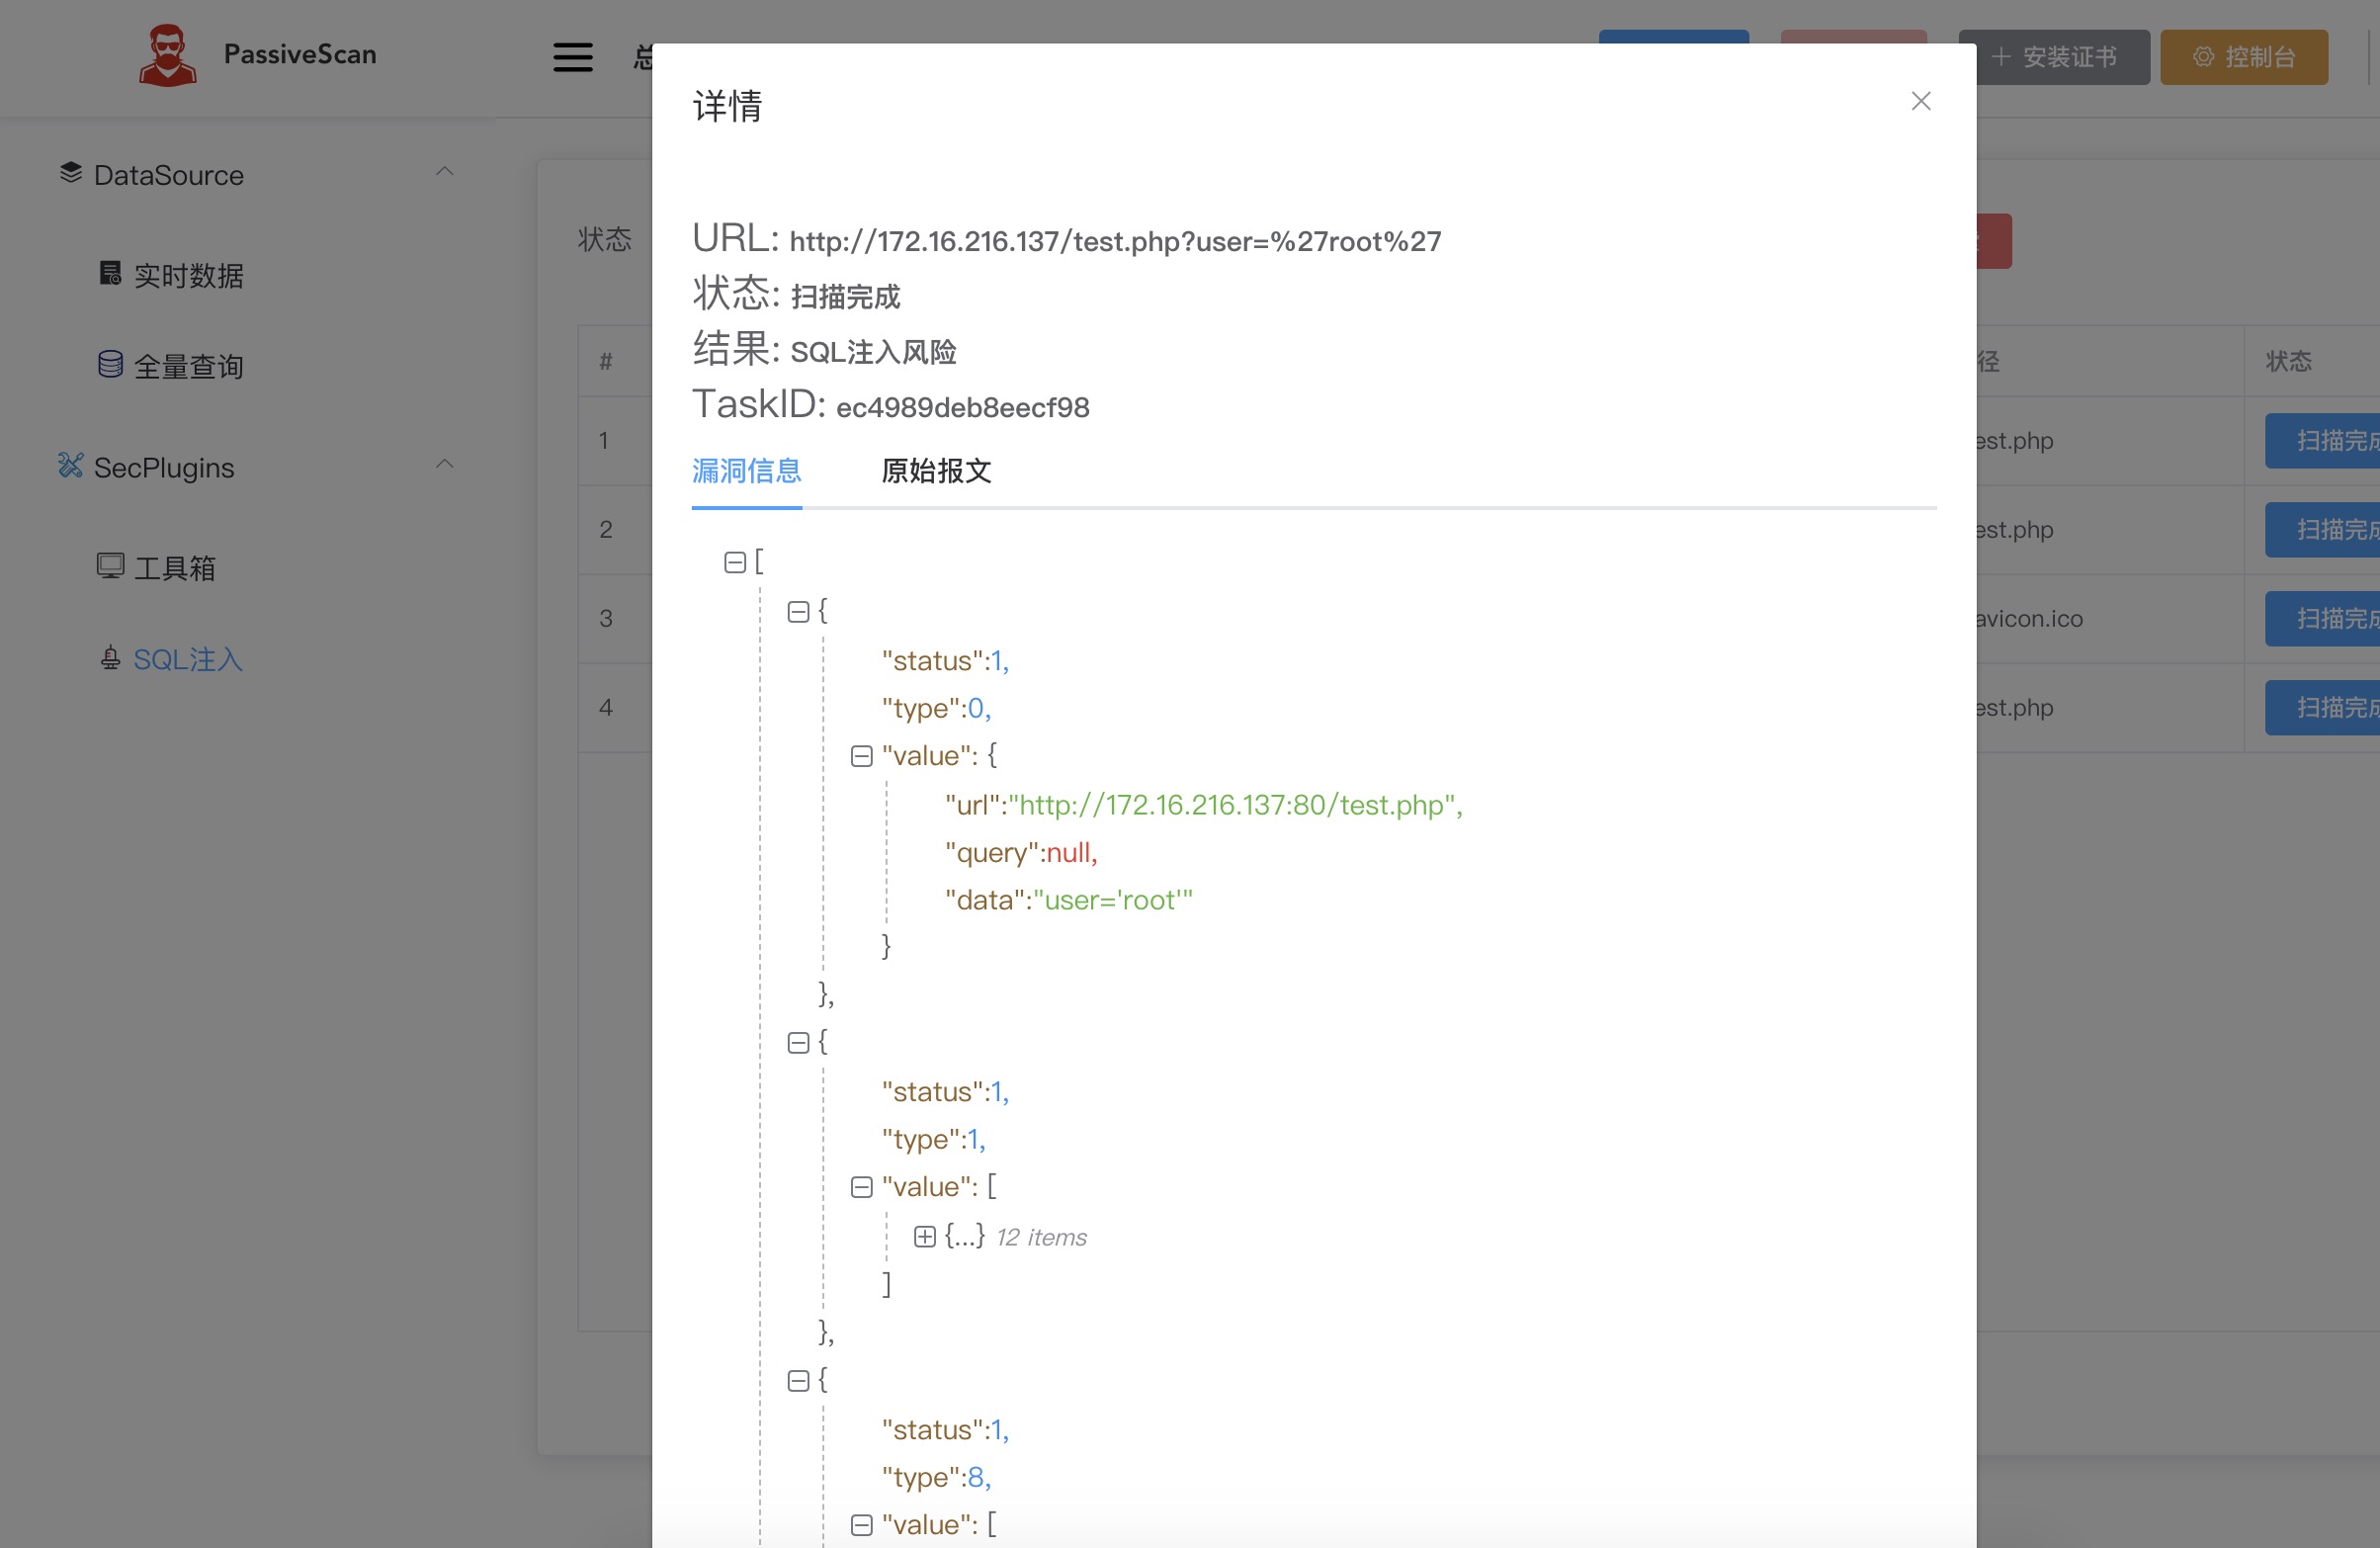 PassiveScan
安装证书
控制台
DataSource
实时数据
全量查询
SecPlugins
工具箱
SQL注入
状态
#
1
2
3
4
详情
URL: http://172.16.216.137/test.php?user=%27root%27
状态: 扫描完成
结果: SQL注入风险
TaskID: ec4989deb8eecf98
漏洞信息 原始报文
[
{
"status":1,
"type":0,
"value": {
"url":"http://172.16.216.137:80/test.php",
"query":null,
"data":"user='root'"
}
},
{
"status":1,
"type":1,
"value": [
{...} 12 items
]
},
{
"status":1,
"type":8,
"value": [
径 状态
est.php 扫描完成
est.php 扫描完成
avicon.ico 扫描完成
est.php 扫描完成